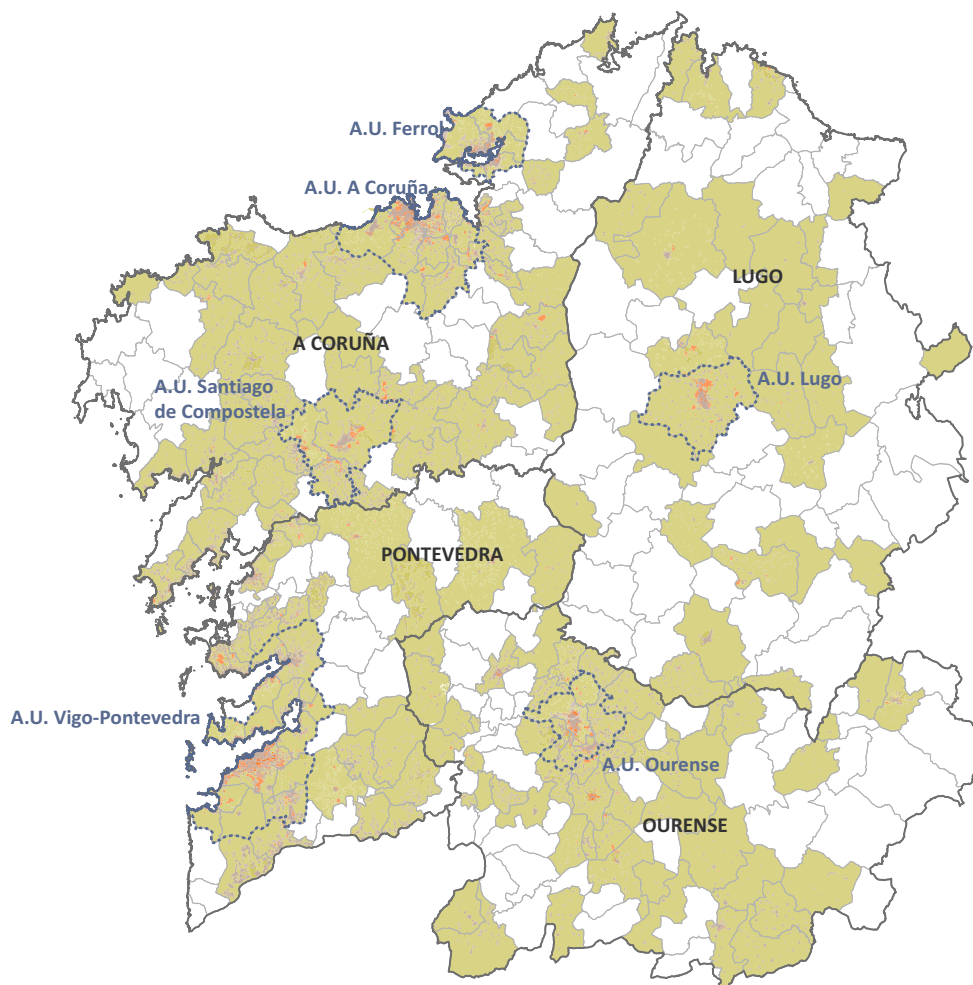 A.U. Ferrol
A.U. A Coruña
LUGO
A CORUÑA
A.U. Santiago
de Compostela
A.U. Lugo
PONTEVEDRA
A.U. Vigo-Pontevedra
A.U. Ourense
OURENSE